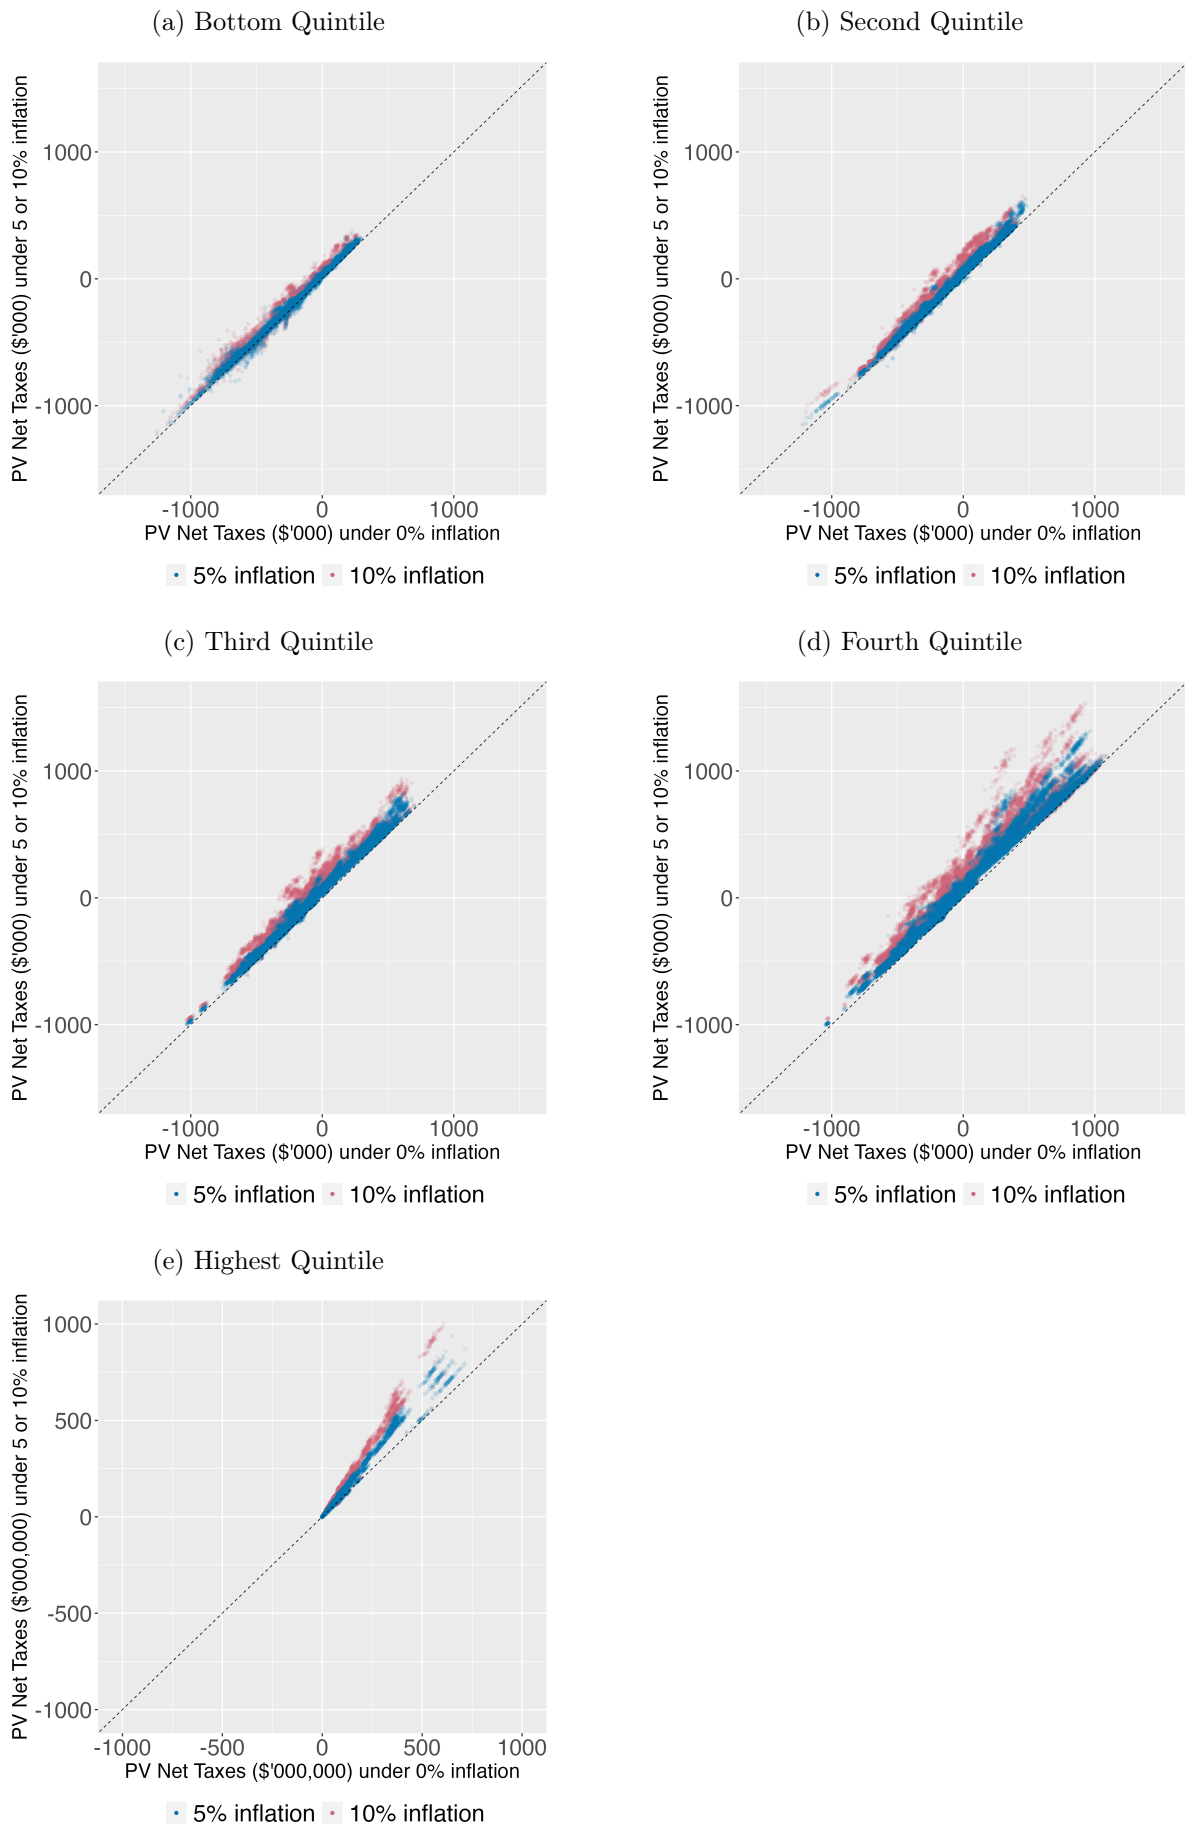 (a) Bottom Quintile
PV Net Taxes ($'000) under 5 or 10% inflation
1000
0
-1000
-1000 0 1000
PV Net Taxes ($'000) under 0% inflation
5% inflation 10% inflation
(b) Second Quintile
PV Net Taxes ($'000) under 5 or 10% inflation
1000
0
-1000
-1000 0 1000
PV Net Taxes ($'000) under 0% inflation
5% inflation 10% inflation
(c) Third Quintile
PV Net Taxes ($'000) under 5 or 10% inflation
1000
0
-1000
-1000 0 1000
PV Net Taxes ($'000) under 0% inflation
5% inflation 10% inflation
(d) Fourth Quintile
PV Net Taxes ($'000) under 5 or 10% inflation
1000
0
-1000
-1000 0 1000
PV Net Taxes ($'000) under 0% inflation
5% inflation 10% inflation
(e) Highest Quintile
PV Net Taxes ($'000,000) under 5 or 10% inflation
1000
500
0
-500
-1000
-1000 -500 0 500 1000
PV Net Taxes ($'000,000) under 0% inflation
5% inflation 10% inflation